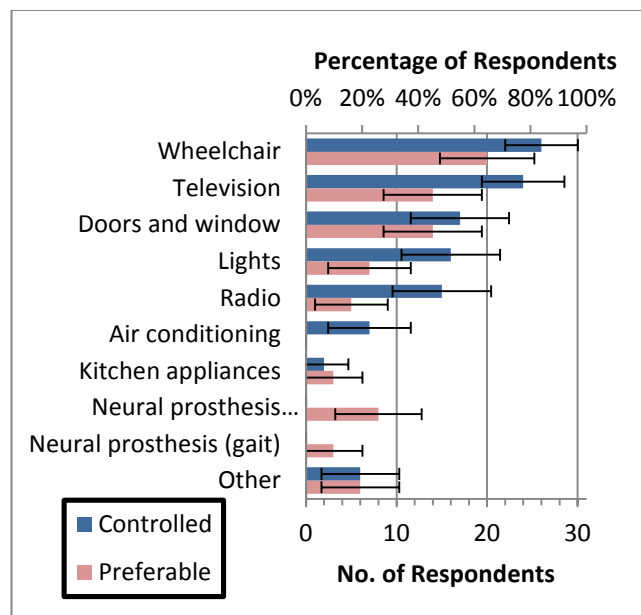 Percentage of Respondents
0% 20% 40% 60% 80% 100%
Wheelchair
Television
Doors and window
Lights
Radio
Air conditioning
Kitchen appliances
Neural prosthesis...
Neural prosthesis (gait)
Other
0 10 20 30
No. of Respondents
Controlled
Preferable